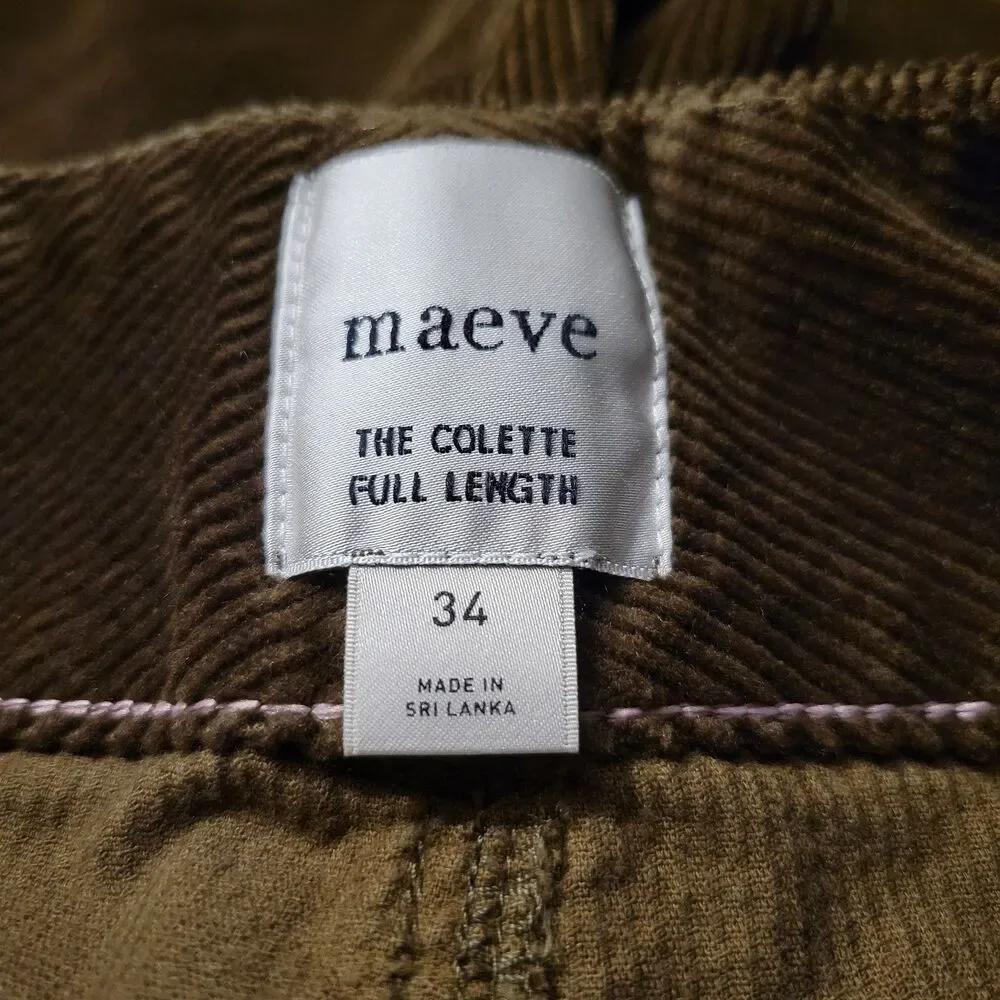 maeve
THE COLETTE
FULL LENGTH
34
MADE IN
SRI LANKA